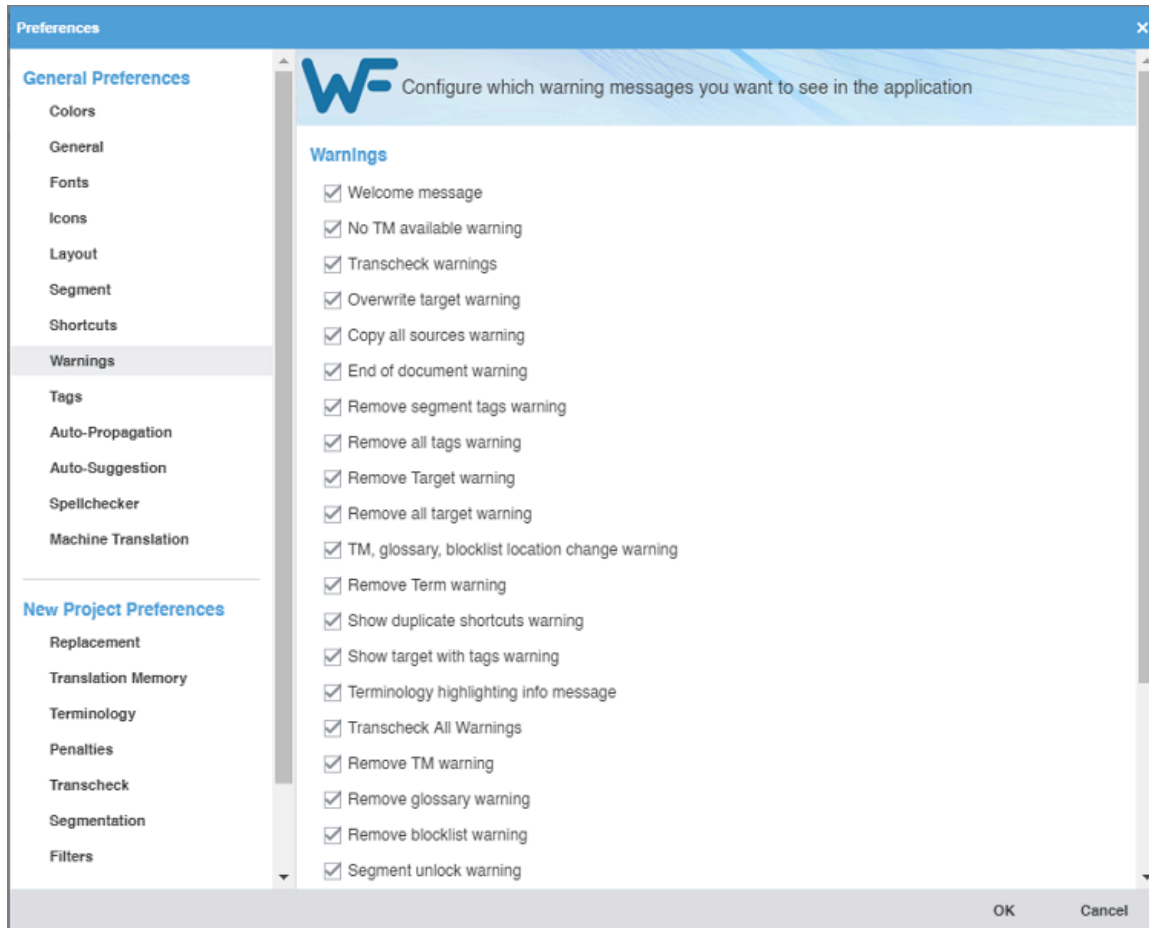 Preferences
General Preferences
Colors
General
Fonts
Icons
Layout
Segment
Shortcuts
Warnings
Tags
Auto-Propagation
Auto-Suggestion
Spellchecker
Machine Translation
New Project Preferences
Replacement
Translation Memory
Terminology
Penalties
Transcheck
Segmentation
Filters
WF Configure which warning messages you want to see in the application
Warnings
Welcome message
No TM available warning
Transcheck warnings
Overwrite target warning
Copy all sources warning
End of document warning
Remove segment tags warning
Remove all tags warning
Remove Target warning
Remove all target warning
TM, glossary, blocklist location change warning
Remove Term warning
Show duplicate shortcuts warning
Show target with tags warning
Terminology highlighting info message
Transcheck All Warnings
Remove TM warning
Remove glossary warning
Remove blocklist warning
Segment unlock warning
OK Cancel